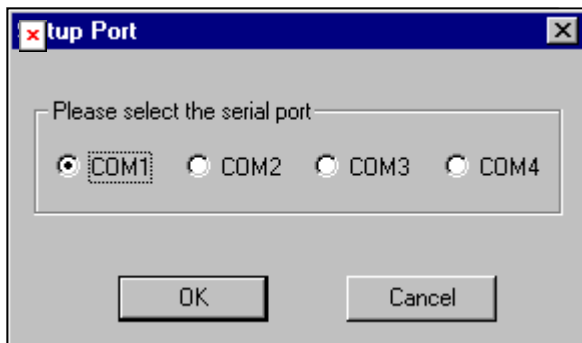 tup Port
Please select the serial port
COM1 COM2 COM3 COM4
OK Cancel